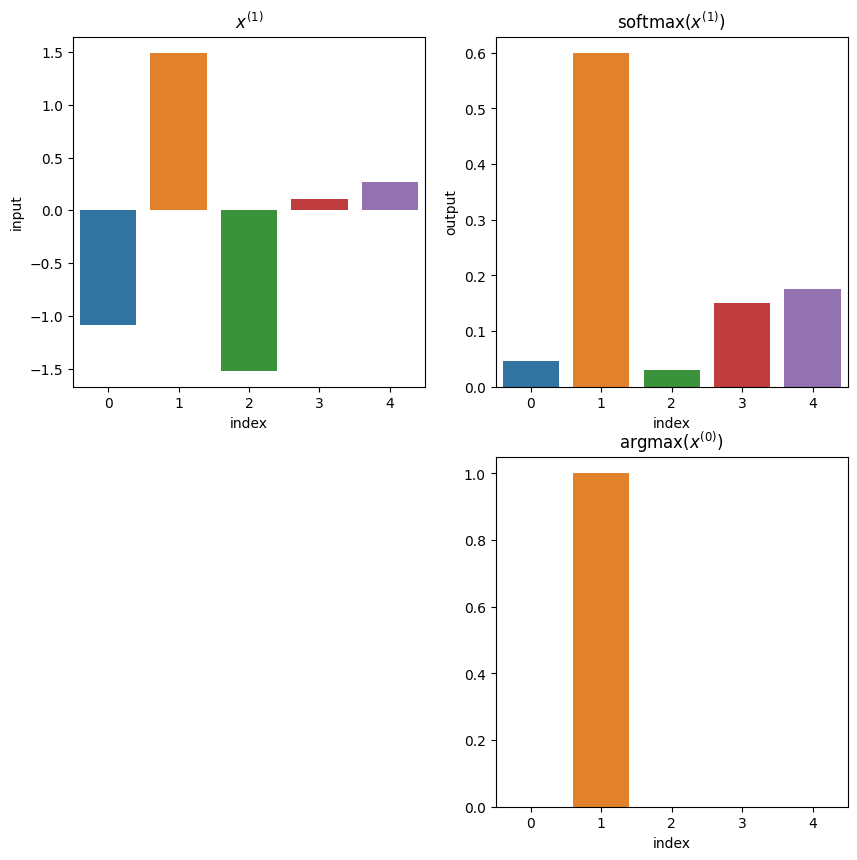 x^(1)
1.5
1.0
0.5
0.0
−0.5
−1.0
−1.5
input
0 1 2 3 4
index
softmax(x^(1))
0.6
0.5
0.4
0.3
0.2
0.1
0.0
output
0 1 2 3 4
index
argmax(x^(0))
1.0
0.8
0.6
0.4
0.2
0.0
0 1 2 3 4
index